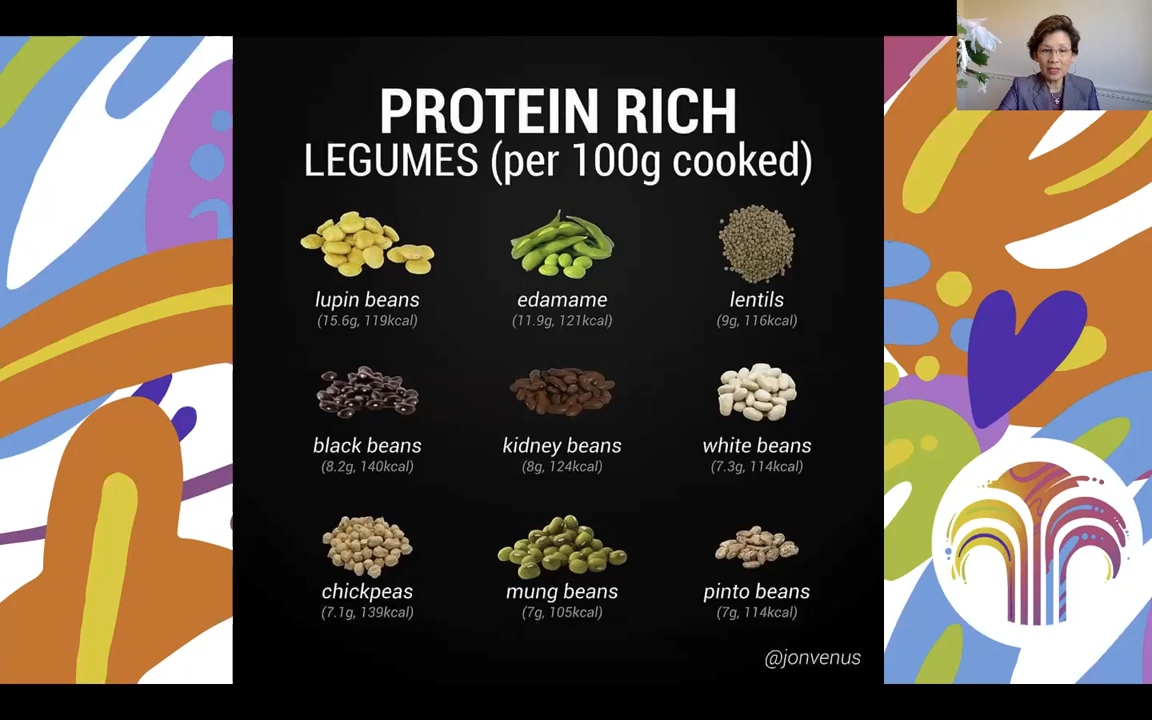 PROTEIN RICH
LEGUMES (per 100g cooked)
lupin beans
(15.6g, 119kcal)
edamame
(11.9g, 121kcal)
lentils
(9g, 116kcal)
black beans
(8.2g, 140kcal)
kidney beans
(8g, 124kcal)
white beans
(7.3g, 114kcal)
chickpeas
(7.1g, 139kcal)
mung beans
(7g, 105kcal)
pinto beans
(7g, 114kcal)
@jonvenus